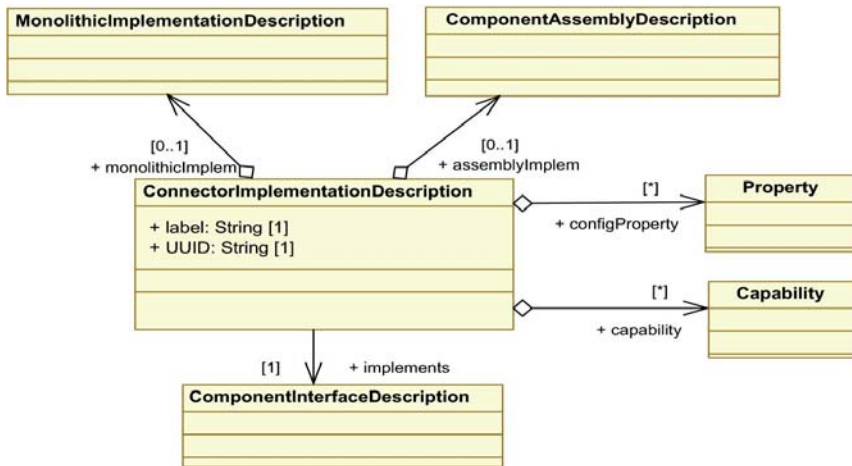 MonolithicImplementationDescription
ComponentAssemblyDescription
[0..1]
+ monolithicImplem
[0..1]
+ assemblyImplem
ConnectorImplementationDescription
+ label: String [1]
+ UUID: String [1]
[*]
+ configProperty
Property
[*]
+ capability
Capability
[1]
+ implements
ComponentInterfaceDescription